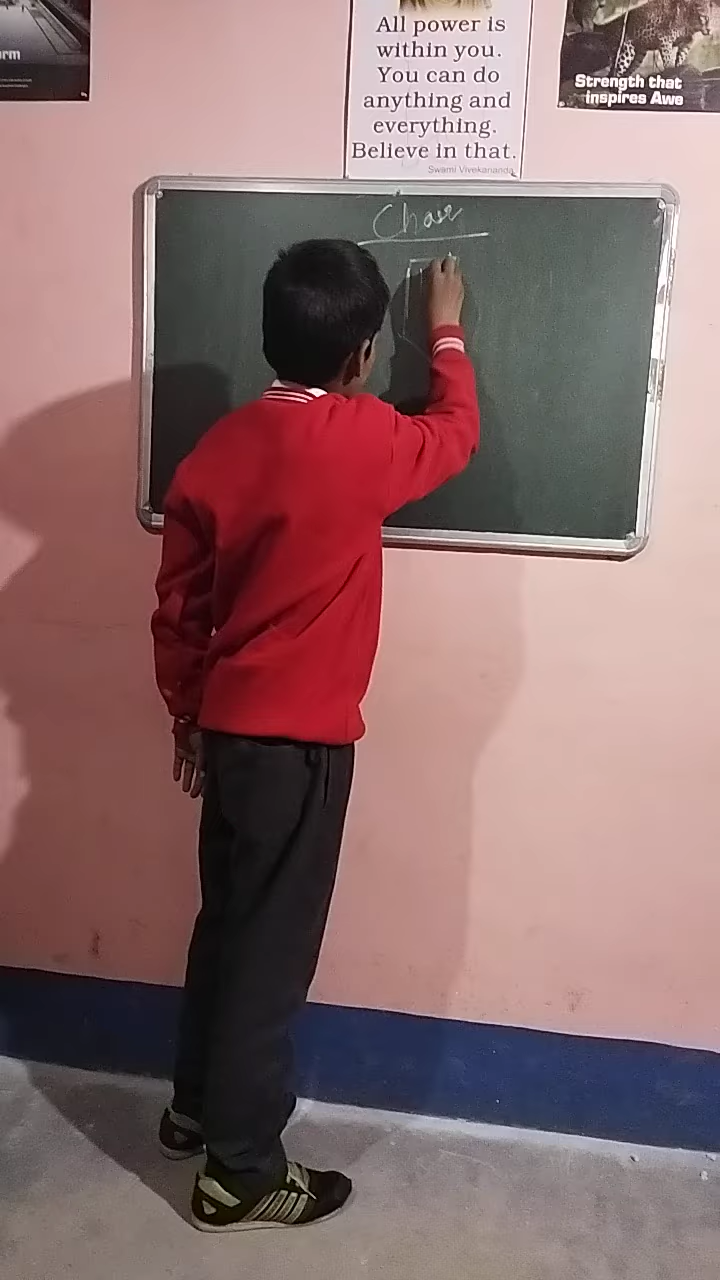 rm
All power is
within you.
You can do
anything and
everything.
Believe in that.
Swami Vivekananda
Strength that
inspires Awe
Chair